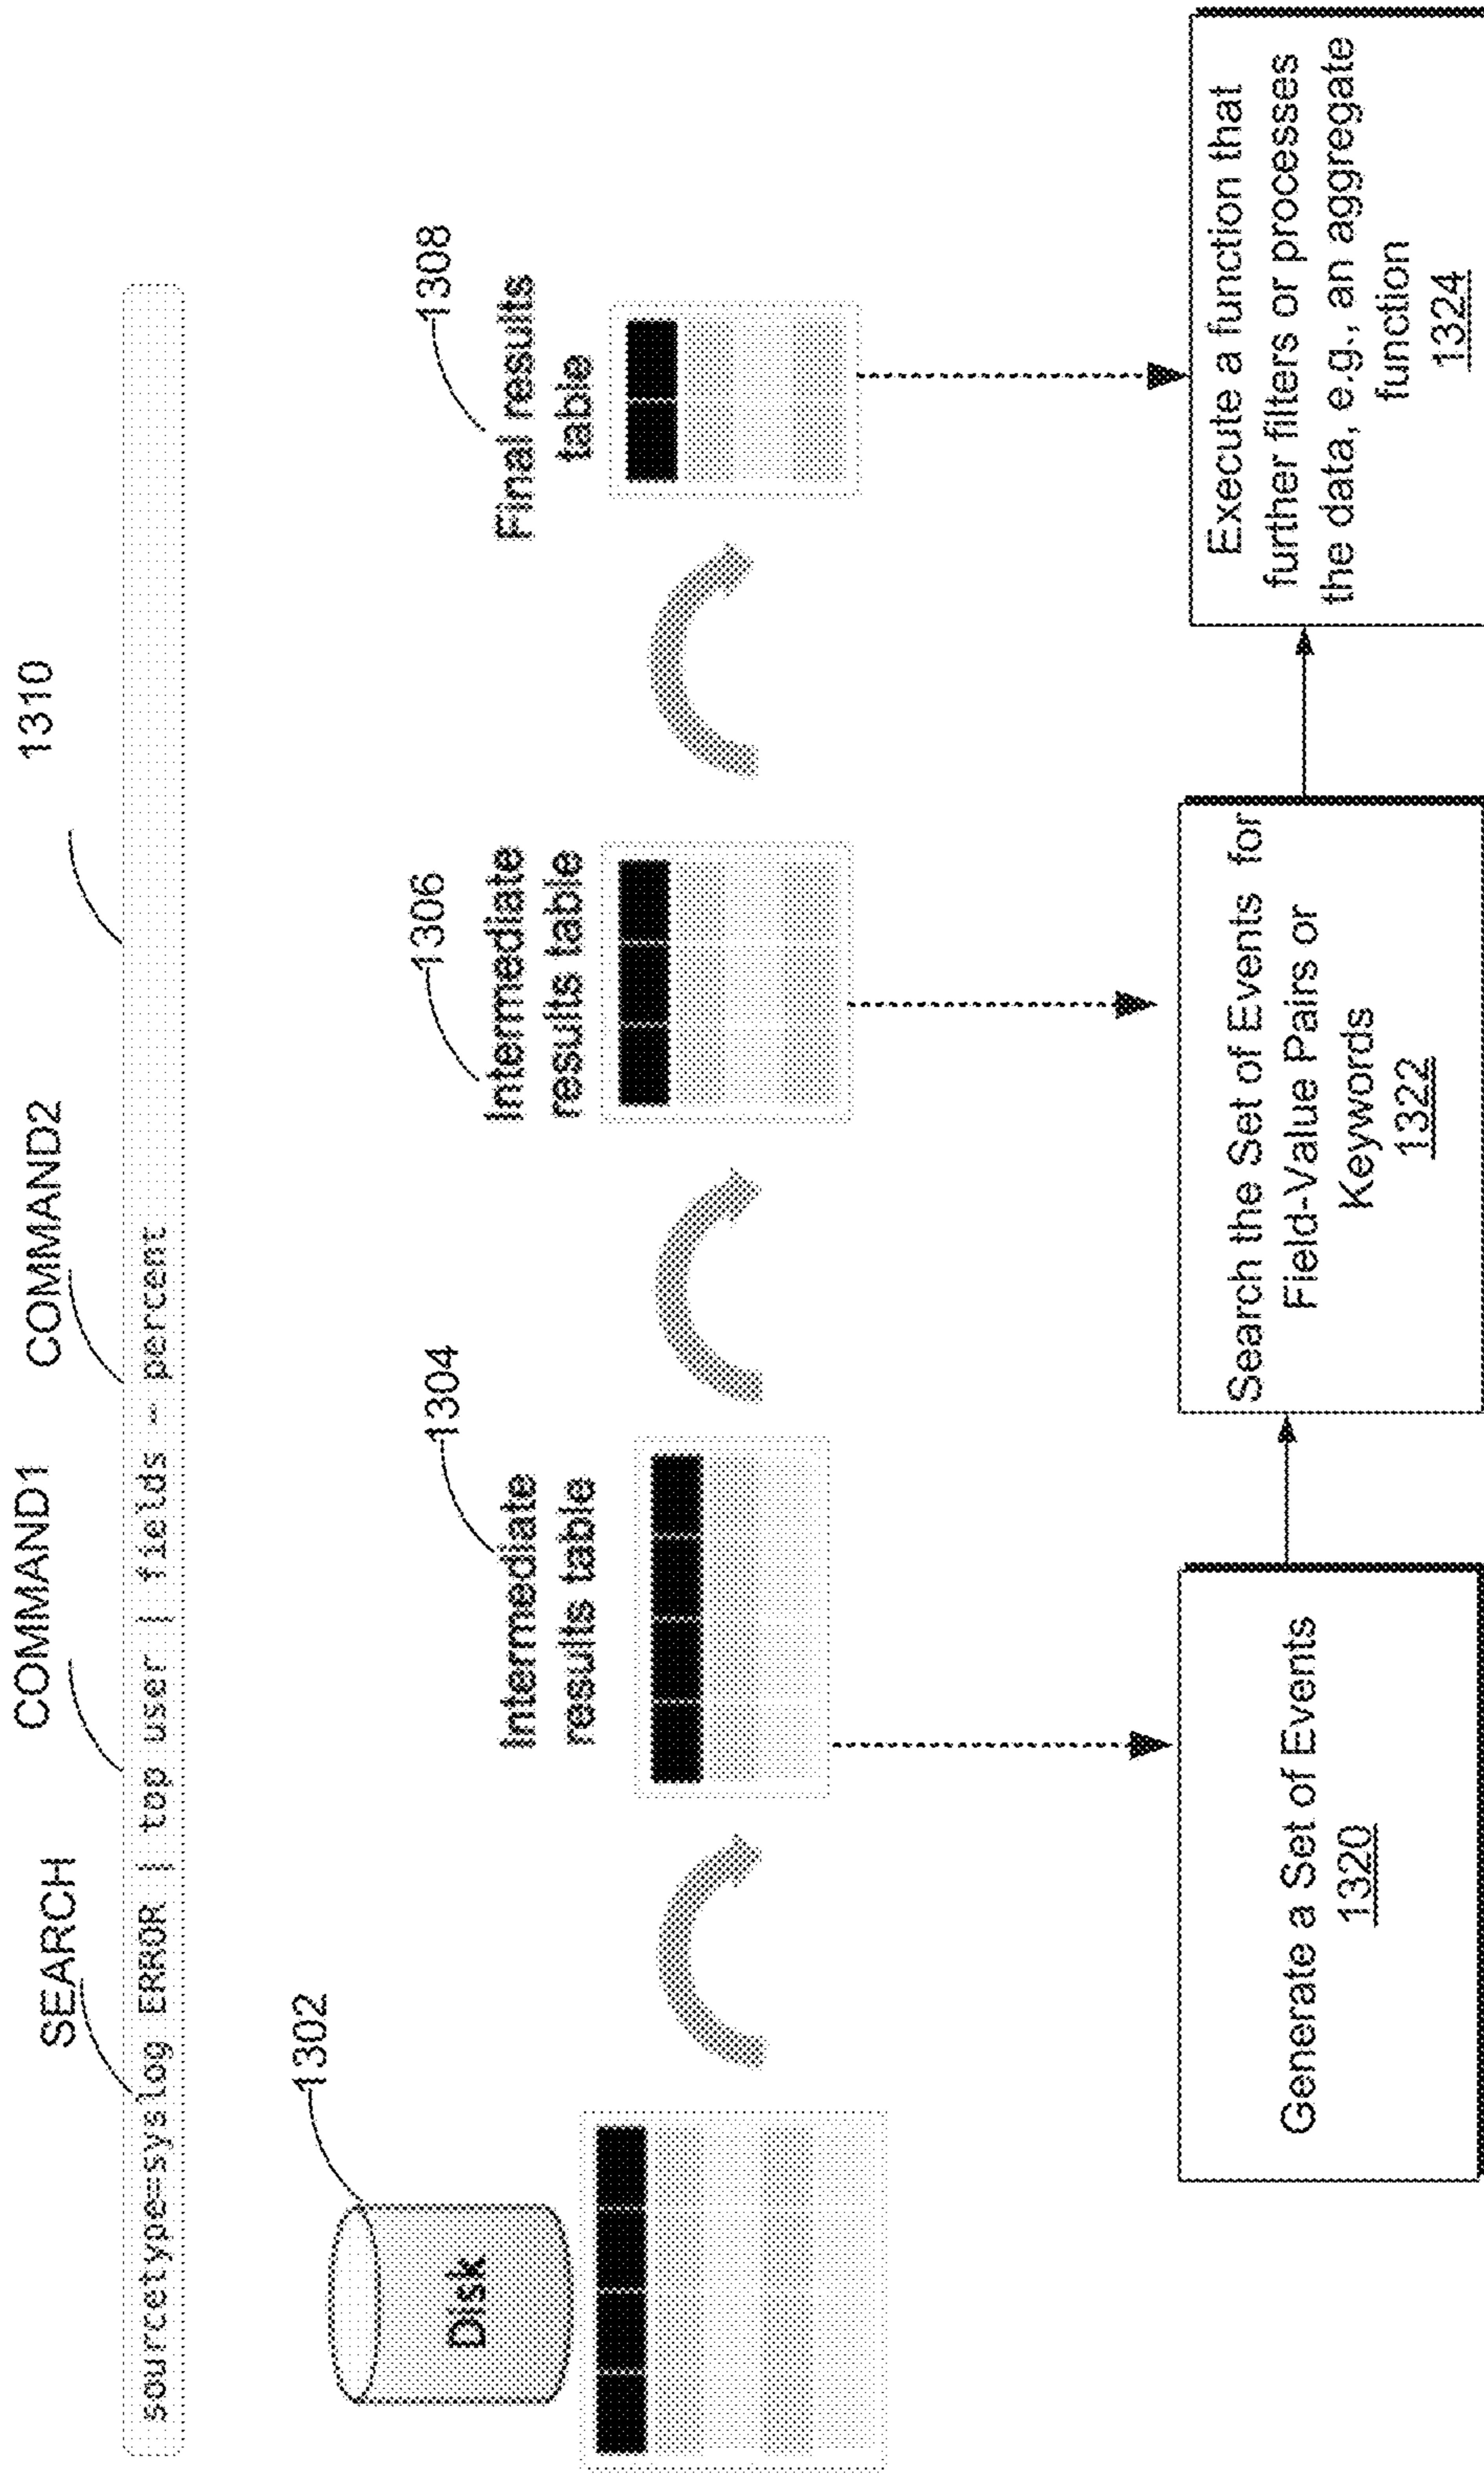 1310
SEARCH
COMMAND1
COMMAND2
sourcetype=syslog ERROR | top user | fields - percent
1302
Disk
1304
Intermediate
results table
1306
Intermediate
results table
1308
Final results
table
Generate a Set of Events
1320
Search the Set of Events for
Field-Value Pairs or
Keywords
1322
Execute a function that
further filters or processes
the data, e.g., an aggregate
function
1324